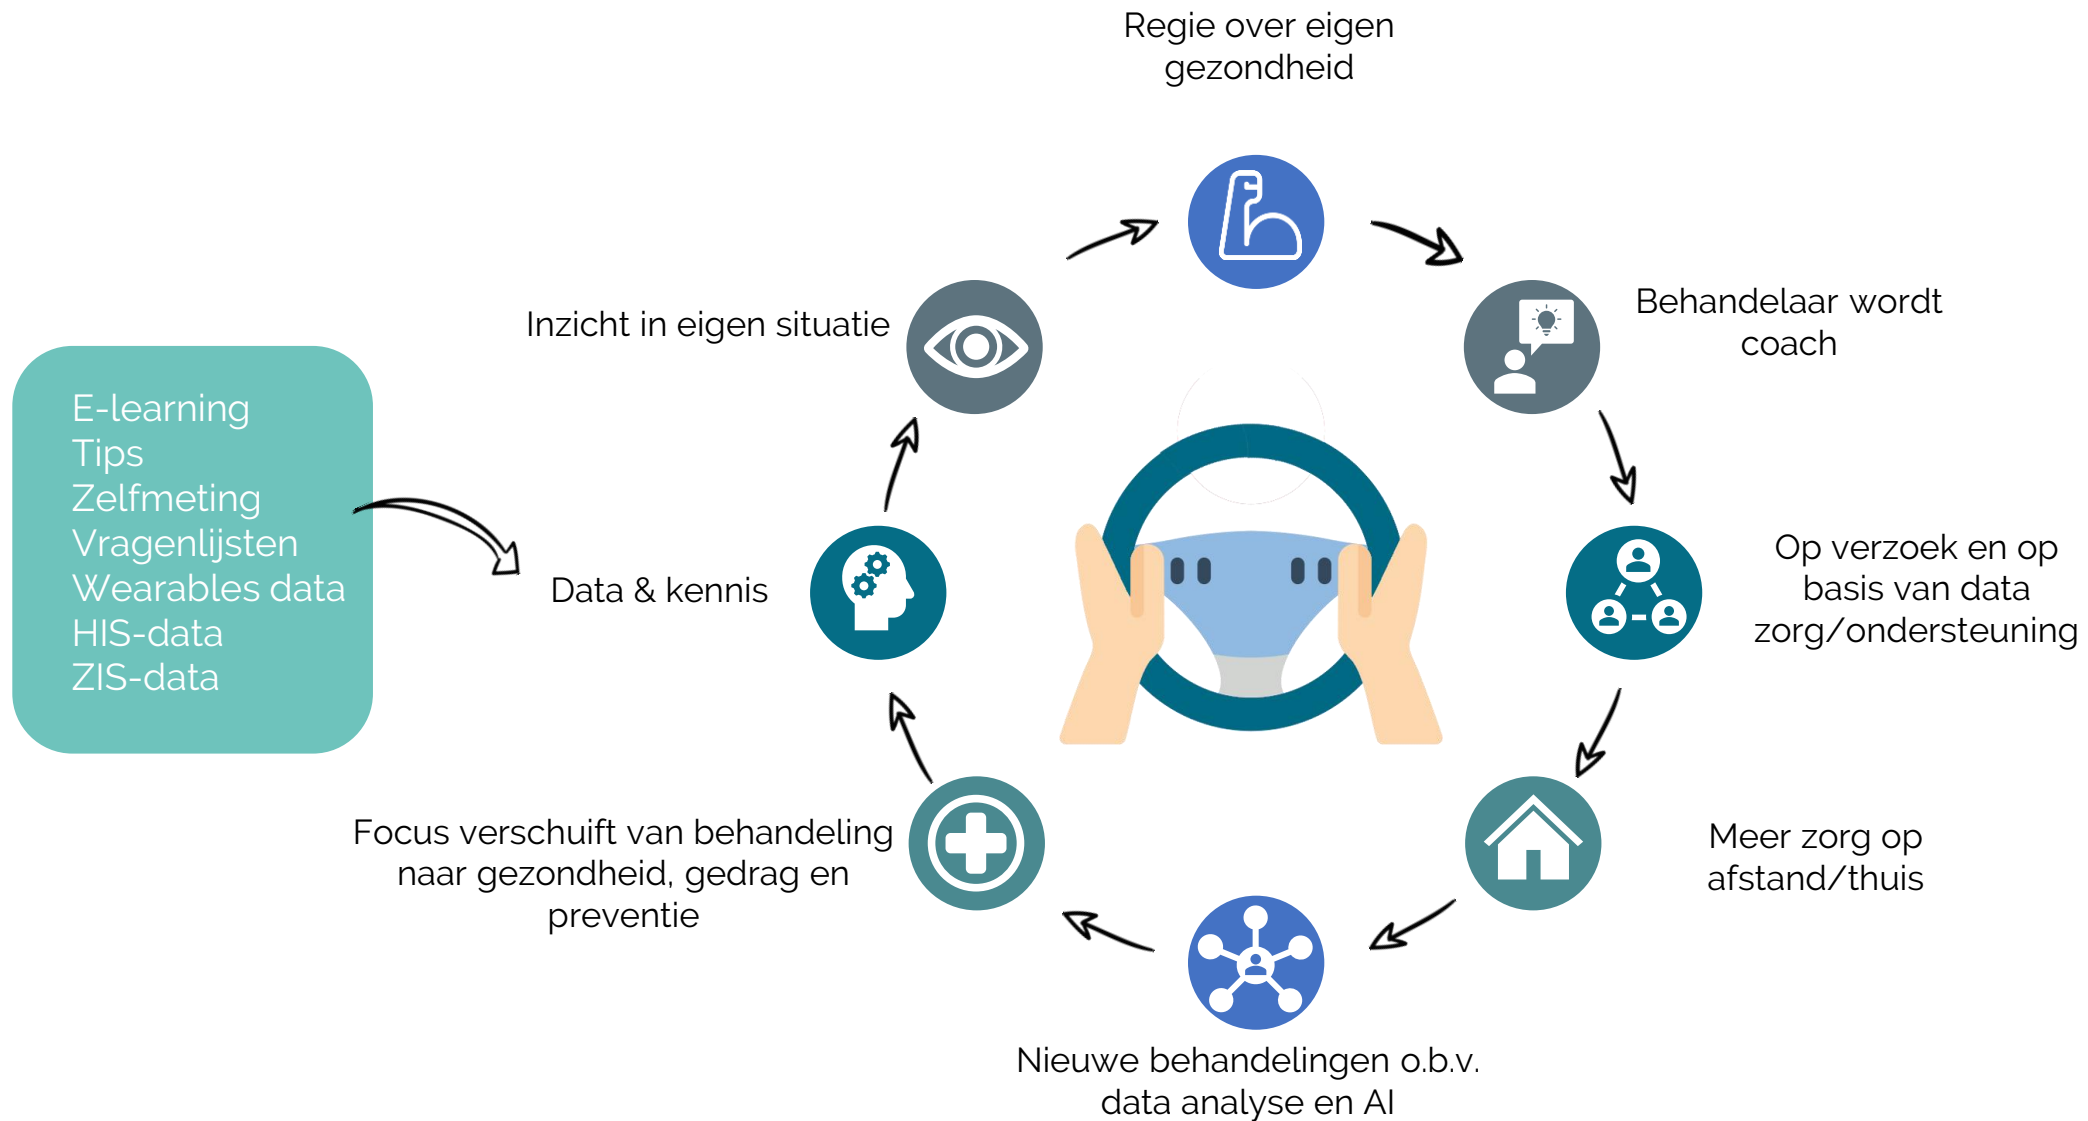 Regie over eigen
gezondheid
Inzicht in eigen situatie
Behandelaar wordt
coach
E-learning
Tips
Zelfmeting
Vragenlijsten
Wearables data
HIS-data
ZIS-data
Data & kennis
Op verzoek en op
basis van data
zorg/ondersteuning
Focus verschuift van behandeling
naar gezondheid, gedrag en
preventie
Meer zorg op
afstand/thuis
Nieuwe behandelingen o.b.v.
data analyse en AI